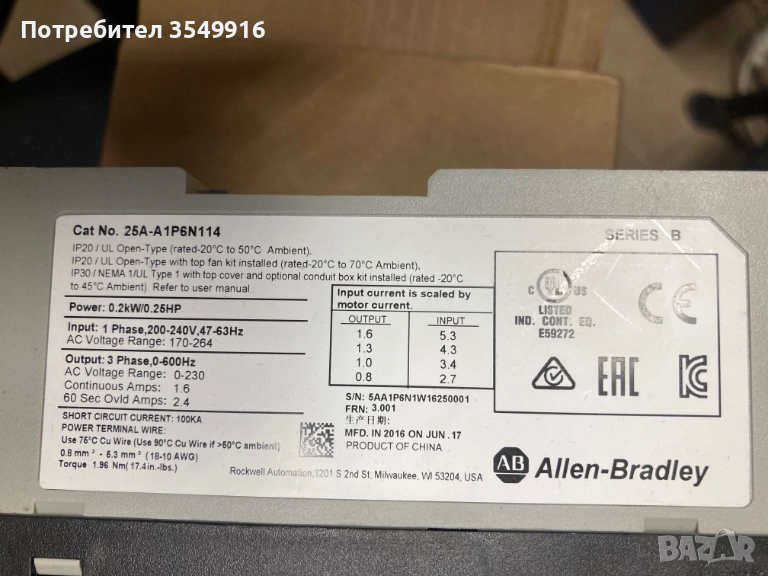 Потребител 3549916
Cat No. 25A-A1P6N114
SERIES B
IP20 / UL Open-Type (rated-20°C to 50°C Ambient).
IP20 / UL Open-Type with top fan kit installed (rated-20°C to 70°C Ambient).
IP30 / NEMA 1/UL Type 1 with top cover and optional conduit box kit installed (rated -20°C
to 45°C Ambient). Refer to user manual
Power: 0.2kW/0.25HP
Input: 1 Phase,200-240V,47-63Hz
AC Voltage Range: 170-264
Output: 3 Phase,0-600Hz
AC Voltage Range: 0-230
Continuous Amps: 1.6
60 Sec Ovld Amps: 2.4
SHORT CIRCUIT CURRENT: 100KA
POWER TERMINAL WIRE:
Use 75°C Cu Wire (Use 90°C Cu Wire if >50°C ambient)
0.8 mm² - 5.3 mm² (18-10 AWG)
Torque 1.96 Nm(17.4in.-lbs.)
Input current is scaled by
motor current.
OUTPUT INPUT
1.6 5.3
1.3 4.3
1.0 3.4
0.8 2.7
S/N: 5AA1P6N1W16250001
FRN: 3.001
生产日期:
MFD. IN 2016 ON JUN. 17
PRODUCT OF CHINA
Rockwell Automation,1201 S 2nd St, Milwaukee, WI 53204, USA
C UL US
LISTED
IND. CONT. EQ.
E59272
CE
EAC
KC
AB Allen-Bradley
BAZAR